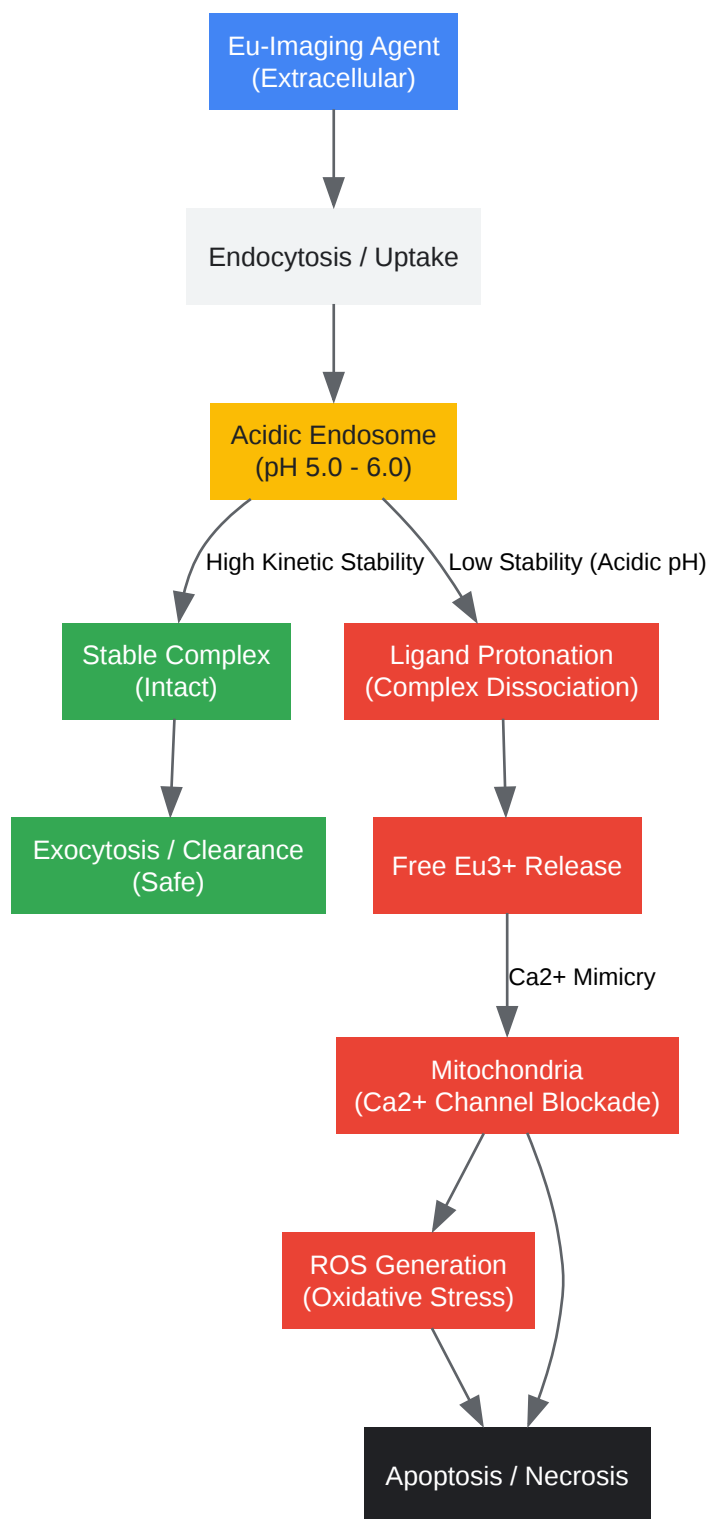 Eu-Imaging Agent
(Extracellular)
Endocytosis / Uptake
Acidic Endosome
(pH 5.0 - 6.0)
High Kinetic Stability
Low Stability (Acidic pH)
Stable Complex
(Intact)
Ligand Protonation
(Complex Dissociation)
Exocytosis / Clearance
(Safe)
Free Eu3+ Release
Ca2+ Mimicry
Mitochondria
(Ca2+ Channel Blockade)
ROS Generation
(Oxidative Stress)
Apoptosis / Necrosis